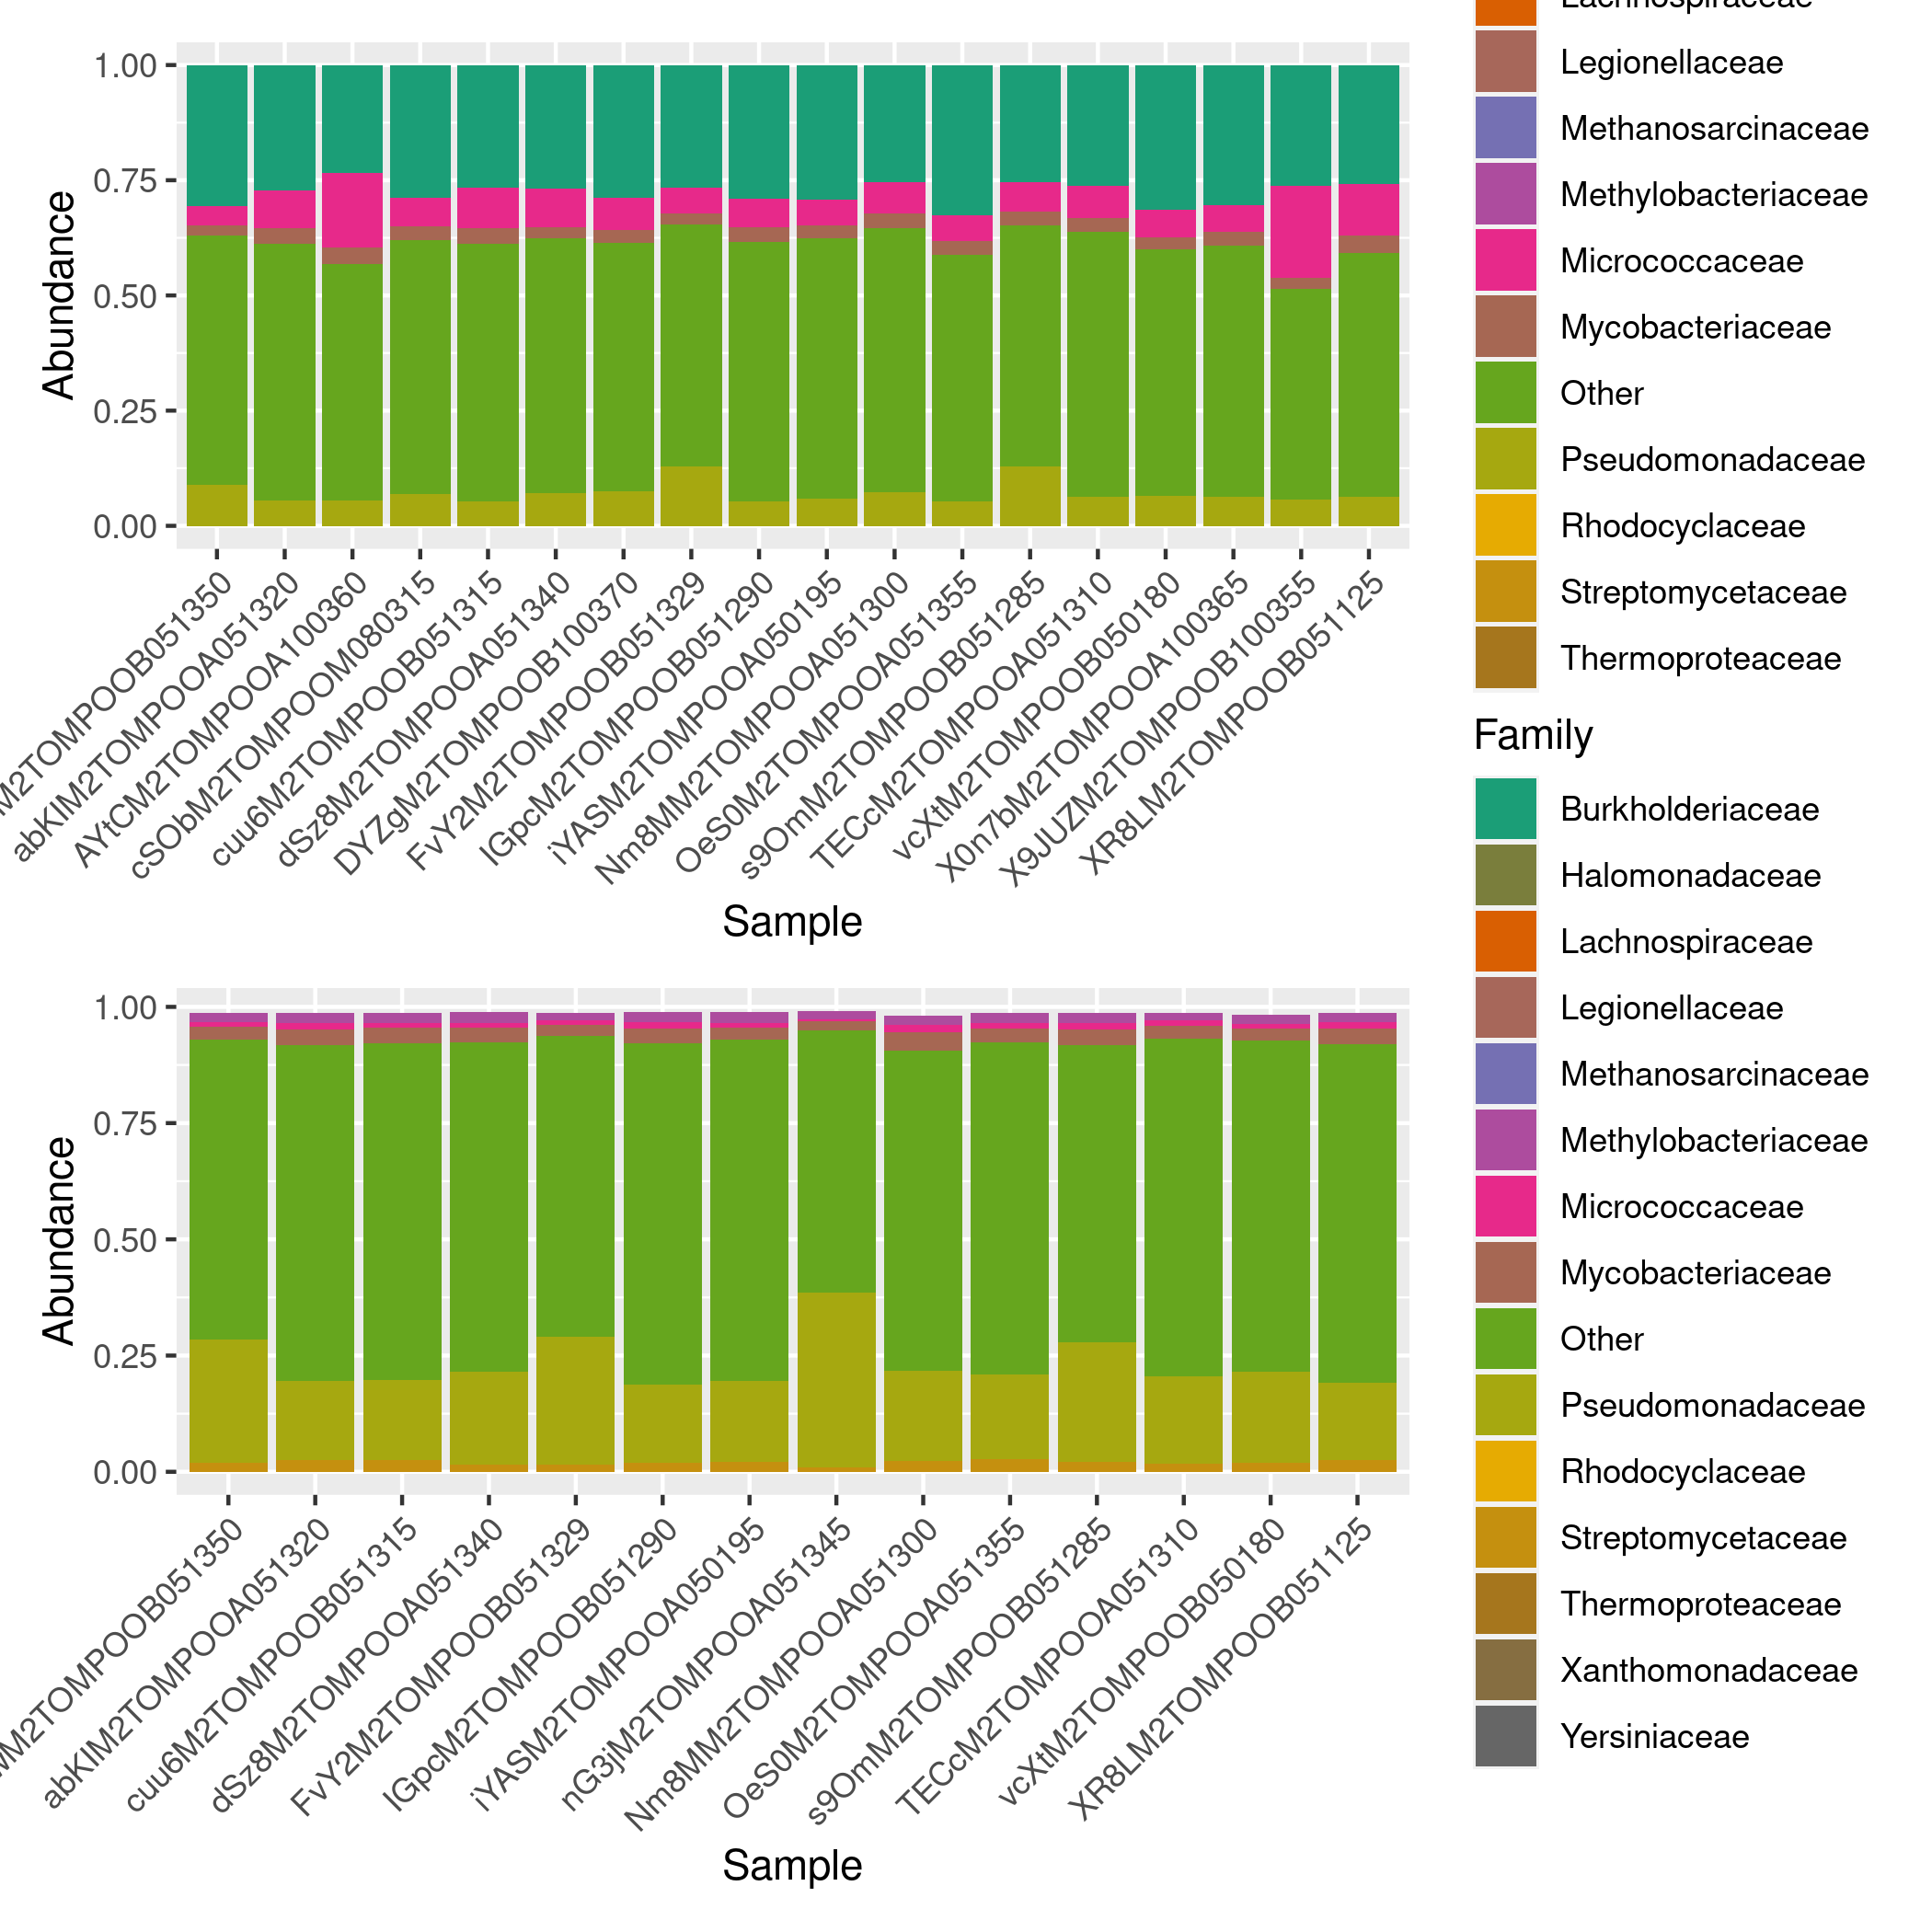 Lachnospiraceae
1.00
0.75
0.50
0.25
0.00
Abundance
M2TOMPOOB051350
abKIM2TOMPOOA051320
AYtCM2TOMPOOA100360
cSObM2TOMPOOM080315
cuu6M2TOMPOOB051315
dSz8M2TOMPOOA051340
DYZgM2TOMPOOB100370
FvY2M2TOMPOOB051329
IGpcM2TOMPOOB051290
iYASM2TOMPOOA050195
Nm8MM2TOMPOOA051300
OeS0M2TOMPOOA051355
s9OmM2TOMPOOB051285
TECcM2TOMPOOA051310
vcXtM2TOMPOOB050180
X0n7bM2TOMPOOA100365
X9JUZM2TOMPOOB100355
XR8LM2TOMPOOB051125
Sample
Legionellaceae
Methanosarcinaceae
Methylobacteriaceae
Micrococcaceae
Mycobacteriaceae
Other
Pseudomonadaceae
Rhodocyclaceae
Streptomycetaceae
Thermoproteaceae
Family
Burkholderiaceae
Halomonadaceae
Lachnospiraceae
Legionellaceae
Methanosarcinaceae
Methylobacteriaceae
Micrococcaceae
Mycobacteriaceae
Other
Pseudomonadaceae
Rhodocyclaceae
Streptomycetaceae
Thermoproteaceae
Xanthomonadaceae
Yersiniaceae
1.00
0.75
0.50
0.25
0.00
Abundance
M2TOMPOOB051350
abKIM2TOMPOOA051320
cuu6M2TOMPOOB051315
dSz8M2TOMPOOA051340
FvY2M2TOMPOOB051329
IGpcM2TOMPOOB051290
iYASM2TOMPOOA050195
nG3jM2TOMPOOA051345
Nm8MM2TOMPOOA051300
OeS0M2TOMPOOA051355
s9OmM2TOMPOOB051285
TECcM2TOMPOOA051310
vcXtM2TOMPOOB050180
XR8LM2TOMPOOB051125
Sample